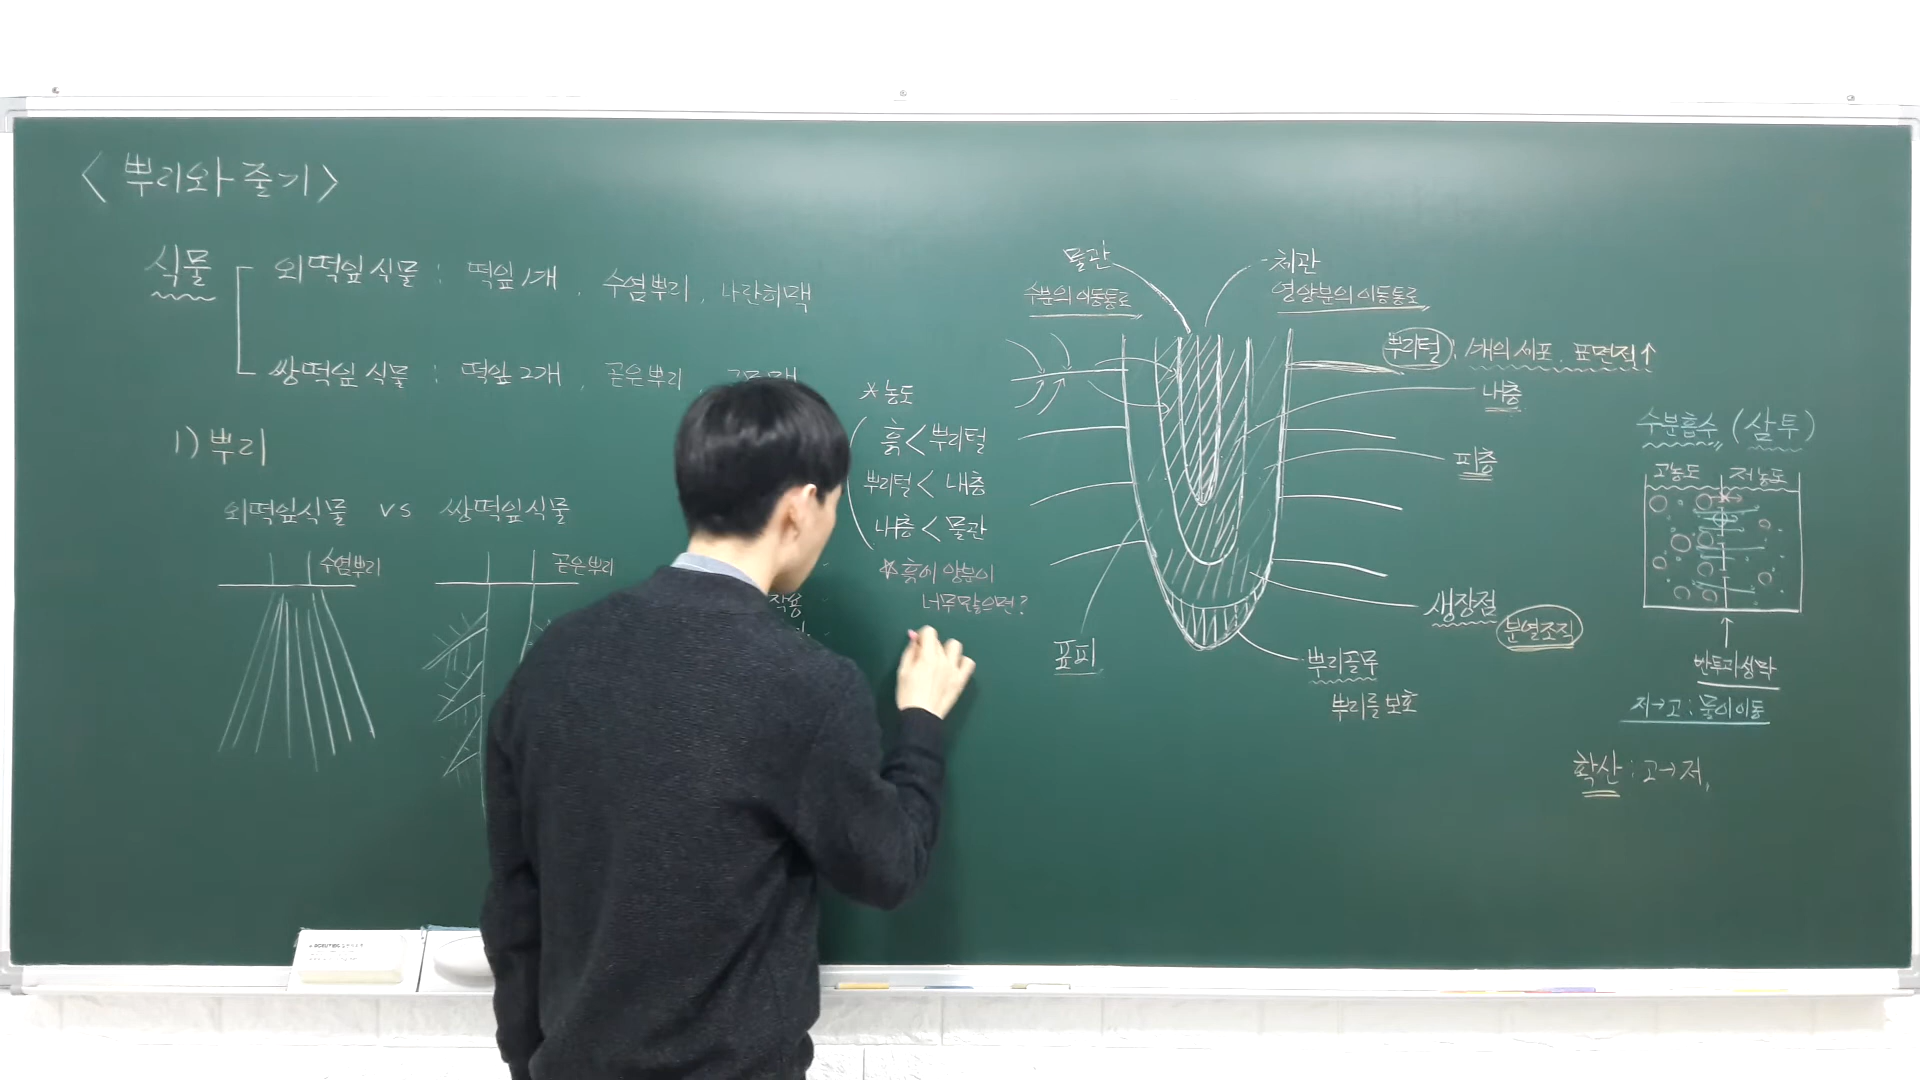 < 뿌리와 줄기 >
식물
외떡잎식물 : 떡잎 1개 , 수염뿌리 , 나란히맥
쌍떡잎식물 : 떡잎 2개 , 곧은뿌리 ,
1) 뿌리
외떡잎식물 vs 쌍떡잎식물
수염뿌리
곧은뿌리
작용
* 농도
흙 < 뿌리털
뿌리털 < 내층
내층 < 물관
* 흙에 양분이
너무많으면?
물관
수분의 이동통로
체관
영양분의 이동통로
뿌리털 : 1개의 세포 . 표면적↑
내층
피층
생장점
분열조직
뿌리골무
뿌리를 보호
표피
수분흡수 (삼투)
고농도 저농도
반투과성막
저→고 : 물이 이동
확산 : 고→저,